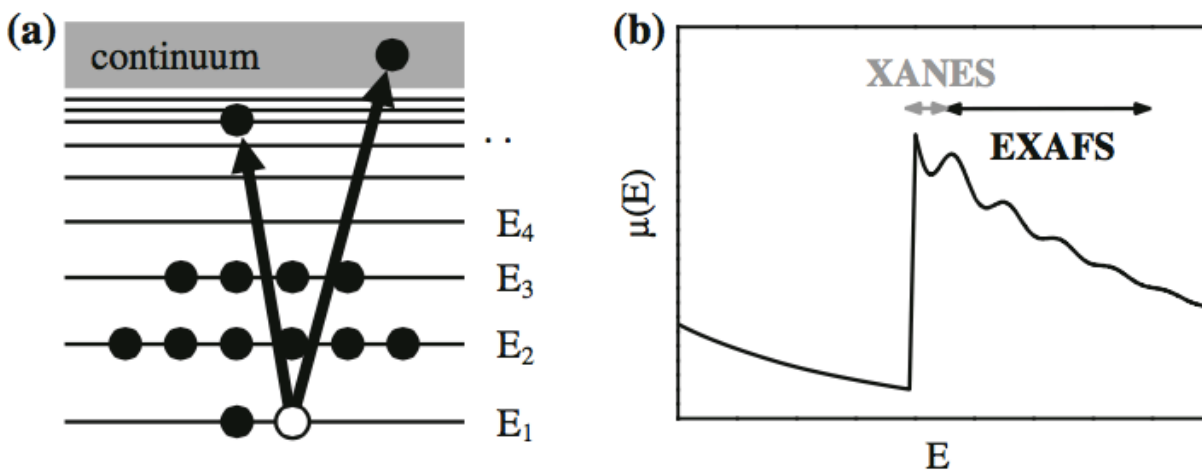 (a)
continuum
. .
E4
E3
E2
E1
(b)
XANES
EXAFS
μ(E)
E